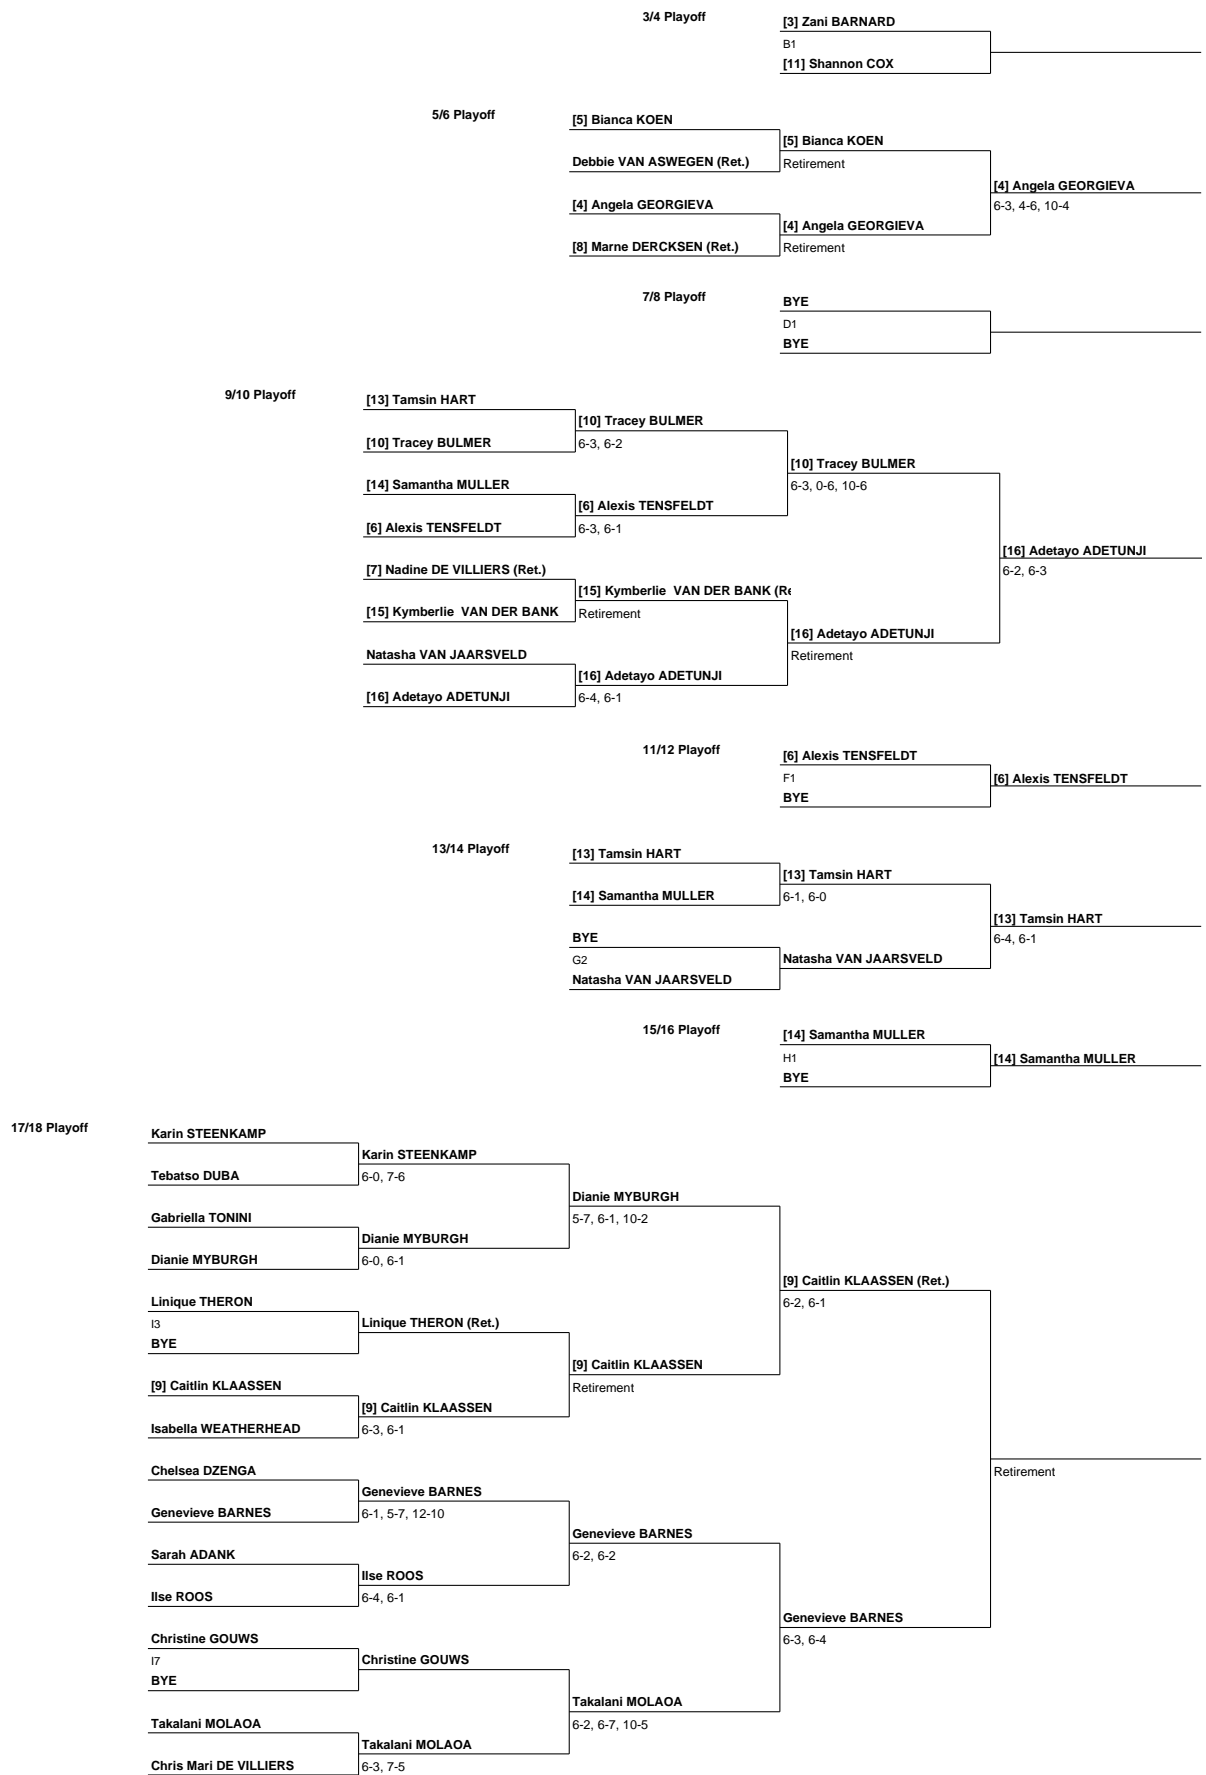 3/4 Playoff
[3] Zani BARNARD
B1
[11] Shannon COX
5/6 Playoff
[5] Bianca KOEN
[5] Bianca KOEN
Debbie VAN ASWEGEN (Ret.)
Retirement
[4] Angela GEORGIEVA
[4] Angela GEORGIEVA
6-3, 4-6, 10-4
[4] Angela GEORGIEVA
[8] Marne DERCKSEN (Ret.)
Retirement
7/8 Playoff
BYE
D1
BYE
9/10 Playoff
[13] Tamsin HART
[10] Tracey BULMER
[10] Tracey BULMER
6-3, 6-2
[10] Tracey BULMER
[14] Samantha MULLER
6-3, 0-6, 10-6
[6] Alexis TENSFELDT
[6] Alexis TENSFELDT
6-3, 6-1
[16] Adetayo ADETUNJI
[7] Nadine DE VILLIERS (Ret.)
6-2, 6-3
[15] Kymberlie VAN DER BANK (Re
[15] Kymberlie VAN DER BANK
Retirement
[16] Adetayo ADETUNJI
Natasha VAN JAARSVELD
Retirement
[16] Adetayo ADETUNJI
[16] Adetayo ADETUNJI
6-4, 6-1
11/12 Playoff
[6] Alexis TENSFELDT
F1
[6] Alexis TENSFELDT
BYE
13/14 Playoff
[13] Tamsin HART
[13] Tamsin HART
[14] Samantha MULLER
6-1, 6-0
[13] Tamsin HART
BYE
6-4, 6-1
G2
Natasha VAN JAARSVELD
Natasha VAN JAARSVELD
15/16 Playoff
[14] Samantha MULLER
H1
[14] Samantha MULLER
BYE
17/18 Playoff
Karin STEENKAMP
Karin STEENKAMP
Tebatso DUBA
6-0, 7-6
Dianie MYBURGH
Gabriella TONINI
5-7, 6-1, 10-2
Dianie MYBURGH
Dianie MYBURGH
6-0, 6-1
[9] Caitlin KLAASSEN (Ret.)
Linique THERON
6-2, 6-1
I3
Linique THERON (Ret.)
BYE
[9] Caitlin KLAASSEN
[9] Caitlin KLAASSEN
Retirement
[9] Caitlin KLAASSEN
Isabella WEATHERHEAD
6-3, 6-1
Chelsea DZENGA
Retirement
Genevieve BARNES
Genevieve BARNES
6-1, 5-7, 12-10
Genevieve BARNES
Sarah ADANK
6-2, 6-2
Ilse ROOS
Ilse ROOS
6-4, 6-1
Genevieve BARNES
Christine GOUWS
6-3, 6-4
I7
Christine GOUWS
BYE
Takalani MOLAOA
Takalani MOLAOA
6-2, 6-7, 10-5
Takalani MOLAOA
Chris Mari DE VILLIERS
6-3, 7-5